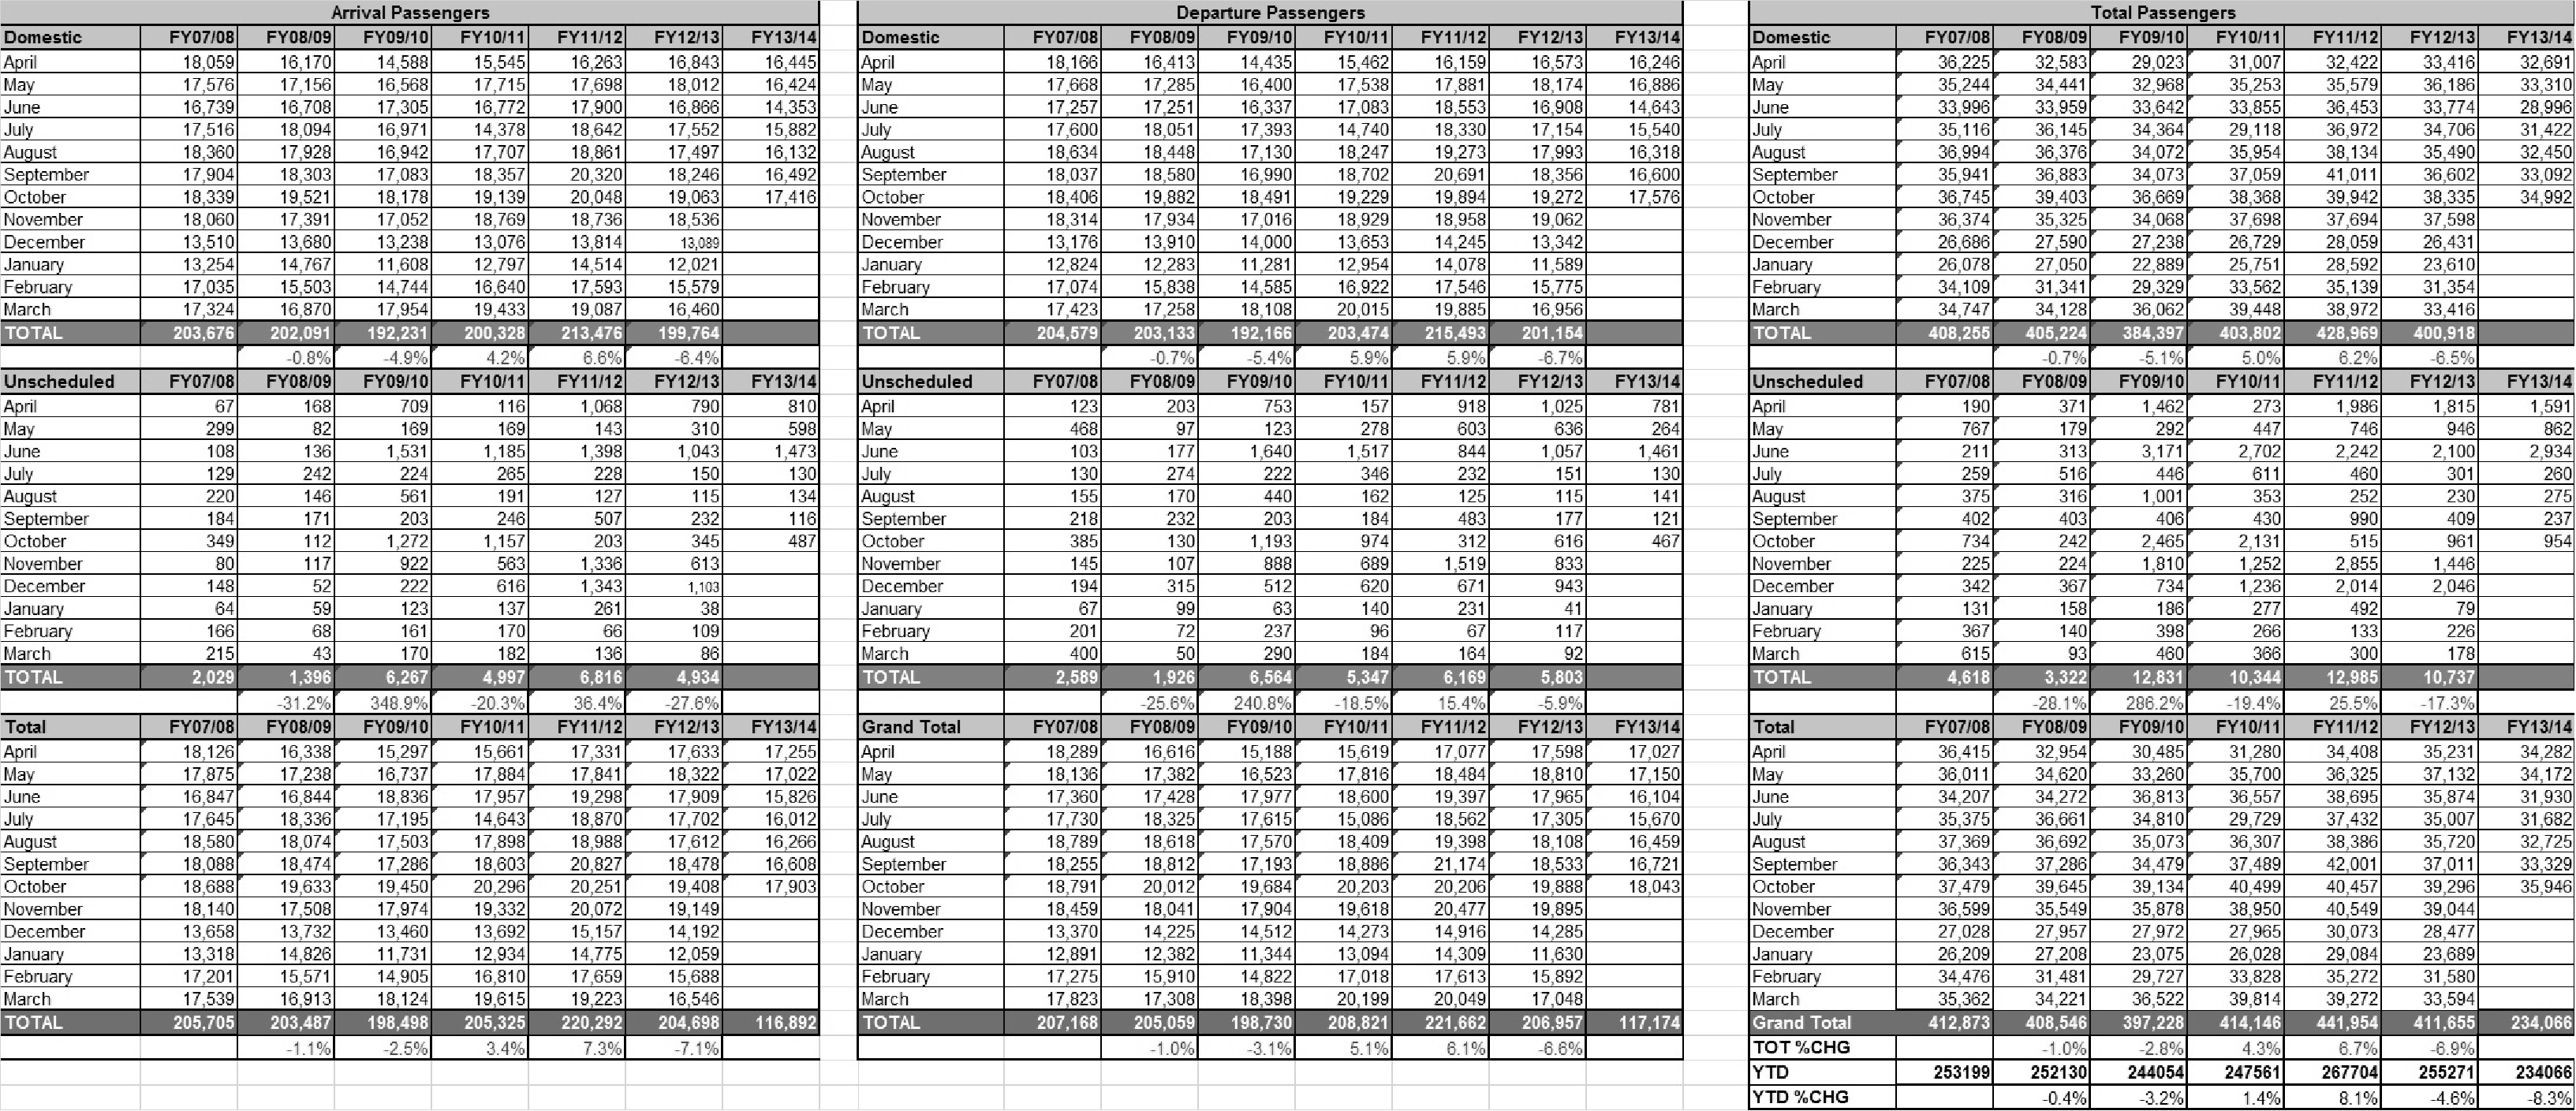 Arrival Passengers Departure Passengers Total Passengers
Domestic FY07/08 FY08/09 FY09/10 FY10/11 FY11/12 FY12/13 FY13/14 Domestic FY07/08 FY08/09 FY09/10 FY10/11 FY11/12 FY12/13 FY13/14 Domestic FY07/08 FY08/09 FY09/10 FY10/11 FY11/12 FY12/13 FY13/14
April 18,059 16,170 14,588 15,545 16,263 16,843 16,445 April 18,166 16,413 14,435 15,462 16,159 16,573 16,246 April 36,225 32,583 29,023 31,007 32,422 33,416 32,691
May 17,576 17,156 16,568 17,715 17,698 18,012 16,424 May 17,668 17,285 16,400 17,538 17,881 18,174 16,886 May 35,244 34,441 32,968 35,253 35,579 36,186 33,310
June 16,739 16,708 17,305 16,772 17,900 16,866 14,353 June 17,257 17,251 16,337 17,083 18,553 16,908 14,643 June 33,996 33,959 33,642 33,855 36,453 33,774 28,996
July 17,516 18,094 16,971 14,378 18,642 17,552 15,882 July 17,600 18,051 17,393 14,740 18,330 17,154 15,540 July 35,116 36,145 34,364 29,118 36,972 34,706 31,422
August 18,360 17,928 16,942 17,707 18,861 17,497 16,132 August 18,634 18,448 17,130 18,247 19,273 17,993 16,318 August 36,994 36,376 34,072 35,954 38,134 35,490 32,450
September 17,904 18,303 17,083 18,357 20,320 18,246 16,492 September 18,037 18,580 16,990 18,702 20,691 18,356 16,600 September 35,941 36,883 34,073 37,059 41,011 36,602 33,092
October 18,339 19,521 18,178 19,139 20,048 19,063 17,416 October 18,406 19,882 18,491 19,229 19,894 19,272 17,576 October 36,745 39,403 36,669 38,368 39,942 38,335 34,992
November 18,060 17,391 17,052 18,769 18,736 18,536 November 18,314 17,934 17,016 18,929 18,958 19,062 November 36,374 35,325 34,068 37,698 37,694 37,598
December 13,510 13,680 13,238 13,076 13,814 13,089 December 13,176 13,910 14,000 13,653 14,245 13,342 December 26,686 27,590 27,238 26,729 28,059 26,431
January 13,254 14,767 11,608 12,797 14,514 12,021 January 12,824 12,283 11,281 12,954 14,078 11,589 January 26,078 27,050 22,889 25,751 28,592 23,610
February 17,035 15,503 14,744 16,640 17,593 15,579 February 17,074 15,838 14,585 16,922 17,546 15,775 February 34,109 31,341 29,329 33,562 35,139 31,354
March 17,324 16,870 17,954 19,433 19,087 16,460 March 17,423 17,258 18,108 20,015 19,885 16,956 March 34,747 34,128 36,062 39,448 38,972 33,416
TOTAL 203,676 202,091 192,231 200,328 213,476 199,764 TOTAL 204,579 203,133 192,166 203,474 215,493 201,154 TOTAL 408,255 405,224 384,397 403,802 428,969 400,918
-0.8% -4.9% 4.2% 6.6% -6.4% -0.7% -5.4% 5.9% 5.9% -6.7% -0.7% -5.1% 5.0% 6.2% -6.5%
Unscheduled FY07/08 FY08/09 FY09/10 FY10/11 FY11/12 FY12/13 FY13/14 Unscheduled FY07/08 FY08/09 FY09/10 FY10/11 FY11/12 FY12/13 FY13/14 Unscheduled FY07/08 FY08/09 FY09/10 FY10/11 FY11/12 FY12/13 FY13/14
April 67 168 709 116 1,068 790 810 April 123 203 753 157 918 1,025 781 April 190 371 1,462 273 1,986 1,815 1,591
May 299 82 169 169 143 310 598 May 468 97 123 278 603 636 264 May 767 179 292 447 746 946 862
June 108 136 1,531 1,185 1,398 1,043 1,473 June 103 177 1,640 1,517 844 1,057 1,461 June 211 313 3,171 2,702 2,242 2,100 2,934
July 129 242 224 265 228 150 130 July 130 274 222 346 232 151 130 July 259 516 446 611 460 301 260
August 220 146 561 191 127 115 134 August 155 170 440 162 125 115 141 August 375 316 1,001 353 252 230 275
September 184 171 203 246 507 232 116 September 218 232 203 184 483 177 121 September 402 403 406 430 990 409 237
October 349 112 1,272 1,157 203 345 487 October 385 130 1,193 974 312 616 467 October 734 242 2,465 2,131 515 961 954
November 80 117 922 563 1,336 613 November 145 107 888 689 1,519 833 November 225 224 1,810 1,252 2,855 1,446
December 148 52 222 616 1,343 1,103 December 194 315 512 620 671 943 December 342 367 734 1,236 2,014 2,046
January 64 59 123 137 261 38 January 67 99 63 140 231 41 January 131 158 186 277 492 79
February 166 68 161 170 66 109 February 201 72 237 96 67 117 February 367 140 398 266 133 226
March 215 43 170 182 136 86 March 400 50 290 184 164 92 March 615 93 460 366 300 178
TOTAL 2,029 1,396 6,267 4,997 6,816 4,934 TOTAL 2,589 1,926 6,564 5,347 6,169 5,803 TOTAL 4,618 3,322 12,831 10,344 12,985 10,737
-31.2% 348.9% -20.3% 36.4% -27.6% -25.6% 240.8% -18.5% 15.4% -5.9% -28.1% 286.2% -19.4% 25.5% -17.3%
Total FY07/08 FY08/09 FY09/10 FY10/11 FY11/12 FY12/13 FY13/14 Grand Total FY07/08 FY08/09 FY09/10 FY10/11 FY11/12 FY12/13 FY13/14 Total FY07/08 FY08/09 FY09/10 FY10/11 FY11/12 FY12/13 FY13/14
April 18,126 16,338 15,297 15,661 17,331 17,633 17,255 April 18,289 16,616 15,188 15,619 17,077 17,598 17,027 April 36,415 32,954 30,485 31,280 34,408 35,231 34,282
May 17,875 17,238 16,737 17,884 17,841 18,322 17,022 May 18,136 17,382 16,523 17,816 18,484 18,810 17,150 May 36,011 34,620 33,260 35,700 36,325 37,132 34,172
June 16,847 16,844 18,836 17,957 19,298 17,909 15,826 June 17,360 17,428 17,977 18,600 19,397 17,965 16,104 June 34,207 34,272 36,813 36,557 38,695 35,874 31,930
July 17,645 18,336 17,195 14,643 18,870 17,702 16,012 July 17,730 18,325 17,615 15,086 18,562 17,305 15,670 July 35,375 36,661 34,810 29,729 37,432 35,007 31,682
August 18,580 18,074 17,503 17,898 18,988 17,612 16,266 August 18,789 18,618 17,570 18,409 19,398 18,108 16,459 August 37,369 36,692 35,073 36,307 38,386 35,720 32,725
September 18,088 18,474 17,286 18,603 20,827 18,478 16,608 September 18,255 18,812 17,193 18,886 21,174 18,533 16,721 September 36,343 37,286 34,479 37,489 42,001 37,011 33,329
October 18,688 19,633 19,450 20,296 20,251 19,408 17,903 October 18,791 20,012 19,684 20,203 20,206 19,888 18,043 October 37,479 39,645 39,134 40,499 40,457 39,296 35,946
November 18,140 17,508 17,974 19,332 20,072 19,149 November 18,459 18,041 17,904 19,618 20,477 19,895 November 36,599 35,549 35,878 38,950 40,549 39,044
December 13,658 13,732 13,460 13,692 15,157 14,192 December 13,370 14,225 14,512 14,273 14,916 14,285 December 27,028 27,957 27,972 27,965 30,073 28,477
January 13,318 14,826 11,731 12,934 14,775 12,059 January 12,891 12,382 11,344 13,094 14,309 11,630 January 26,209 27,208 23,075 26,028 29,084 23,689
February 17,201 15,571 14,905 16,810 17,659 15,688 February 17,275 15,910 14,822 17,018 17,613 15,892 February 34,476 31,481 29,727 33,828 35,272 31,580
March 17,539 16,913 18,124 19,615 19,223 16,546 March 17,823 17,308 18,398 20,199 20,049 17,048 March 35,362 34,221 36,522 39,814 39,272 33,594
TOTAL 205,705 203,487 198,498 205,325 220,292 204,698 116,892 TOTAL 207,168 205,059 198,730 208,821 221,662 206,957 117,174 Grand Total 412,873 408,546 397,228 414,146 441,954 411,655 234,066
-1.1% -2.5% 3.4% 7.3% -7.1% -1.0% -3.1% 5.1% 6.1% -6.6% TOT %CHG -1.0% -2.8% 4.3% 6.7% -6.9%
YTD 253199 252130 244054 247561 267704 255271 234066
YTD %CHG -0.4% -3.2% 1.4% 8.1% -4.6% -8.3%